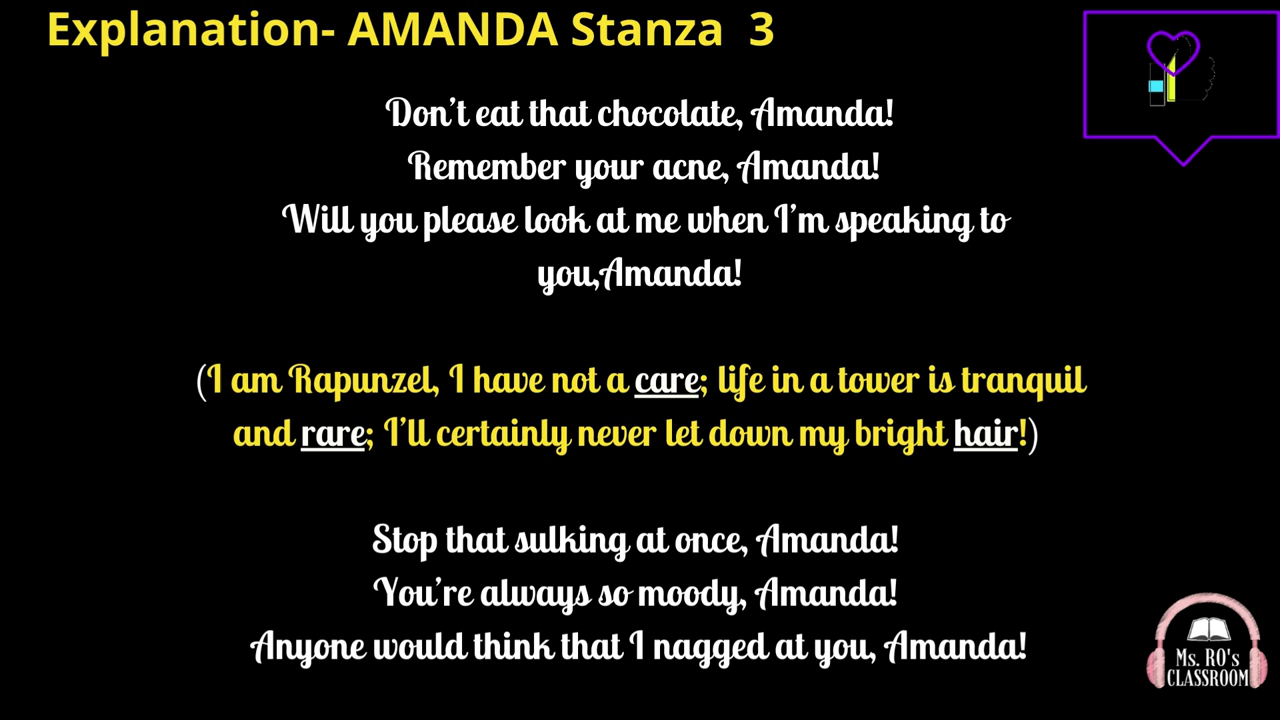 Explanation- AMANDA Stanza 3
Don't eat that chocolate, Amanda!
Remember your acne, Amanda!
Will you please look at me when I'm speaking to
you,Amanda!
(I am Rapunzel, I have not a care; life in a tower is tranquil
and rare; I'll certainly never let down my bright hair!)
Stop that sulking at once, Amanda!
You're always so moody, Amanda!
Anyone would think that I nagged at you, Amanda!
Ms. RO's
CLASSROOM